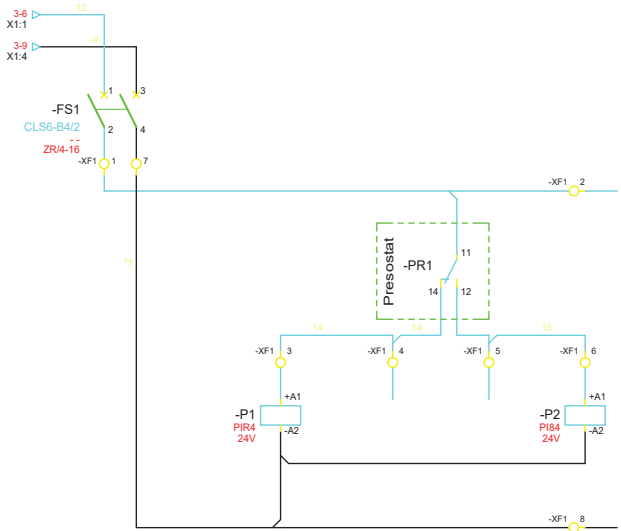 3-6
12
X1:1
3-9
-4
X1:4
1
3
-FS1
CLS6-B4/2
2
4
- -
ZR/4-16
-XF1
1
7
-XF1
2
-2
Presostat
-PR1
11
14
12
14
14
15
-XF1
3
-XF1
4
-XF1
5
-XF1
6
+A1
+A1
-P1
-P2
PIR4
PI84
24V
-A2
24V
-A2
-XF1
8